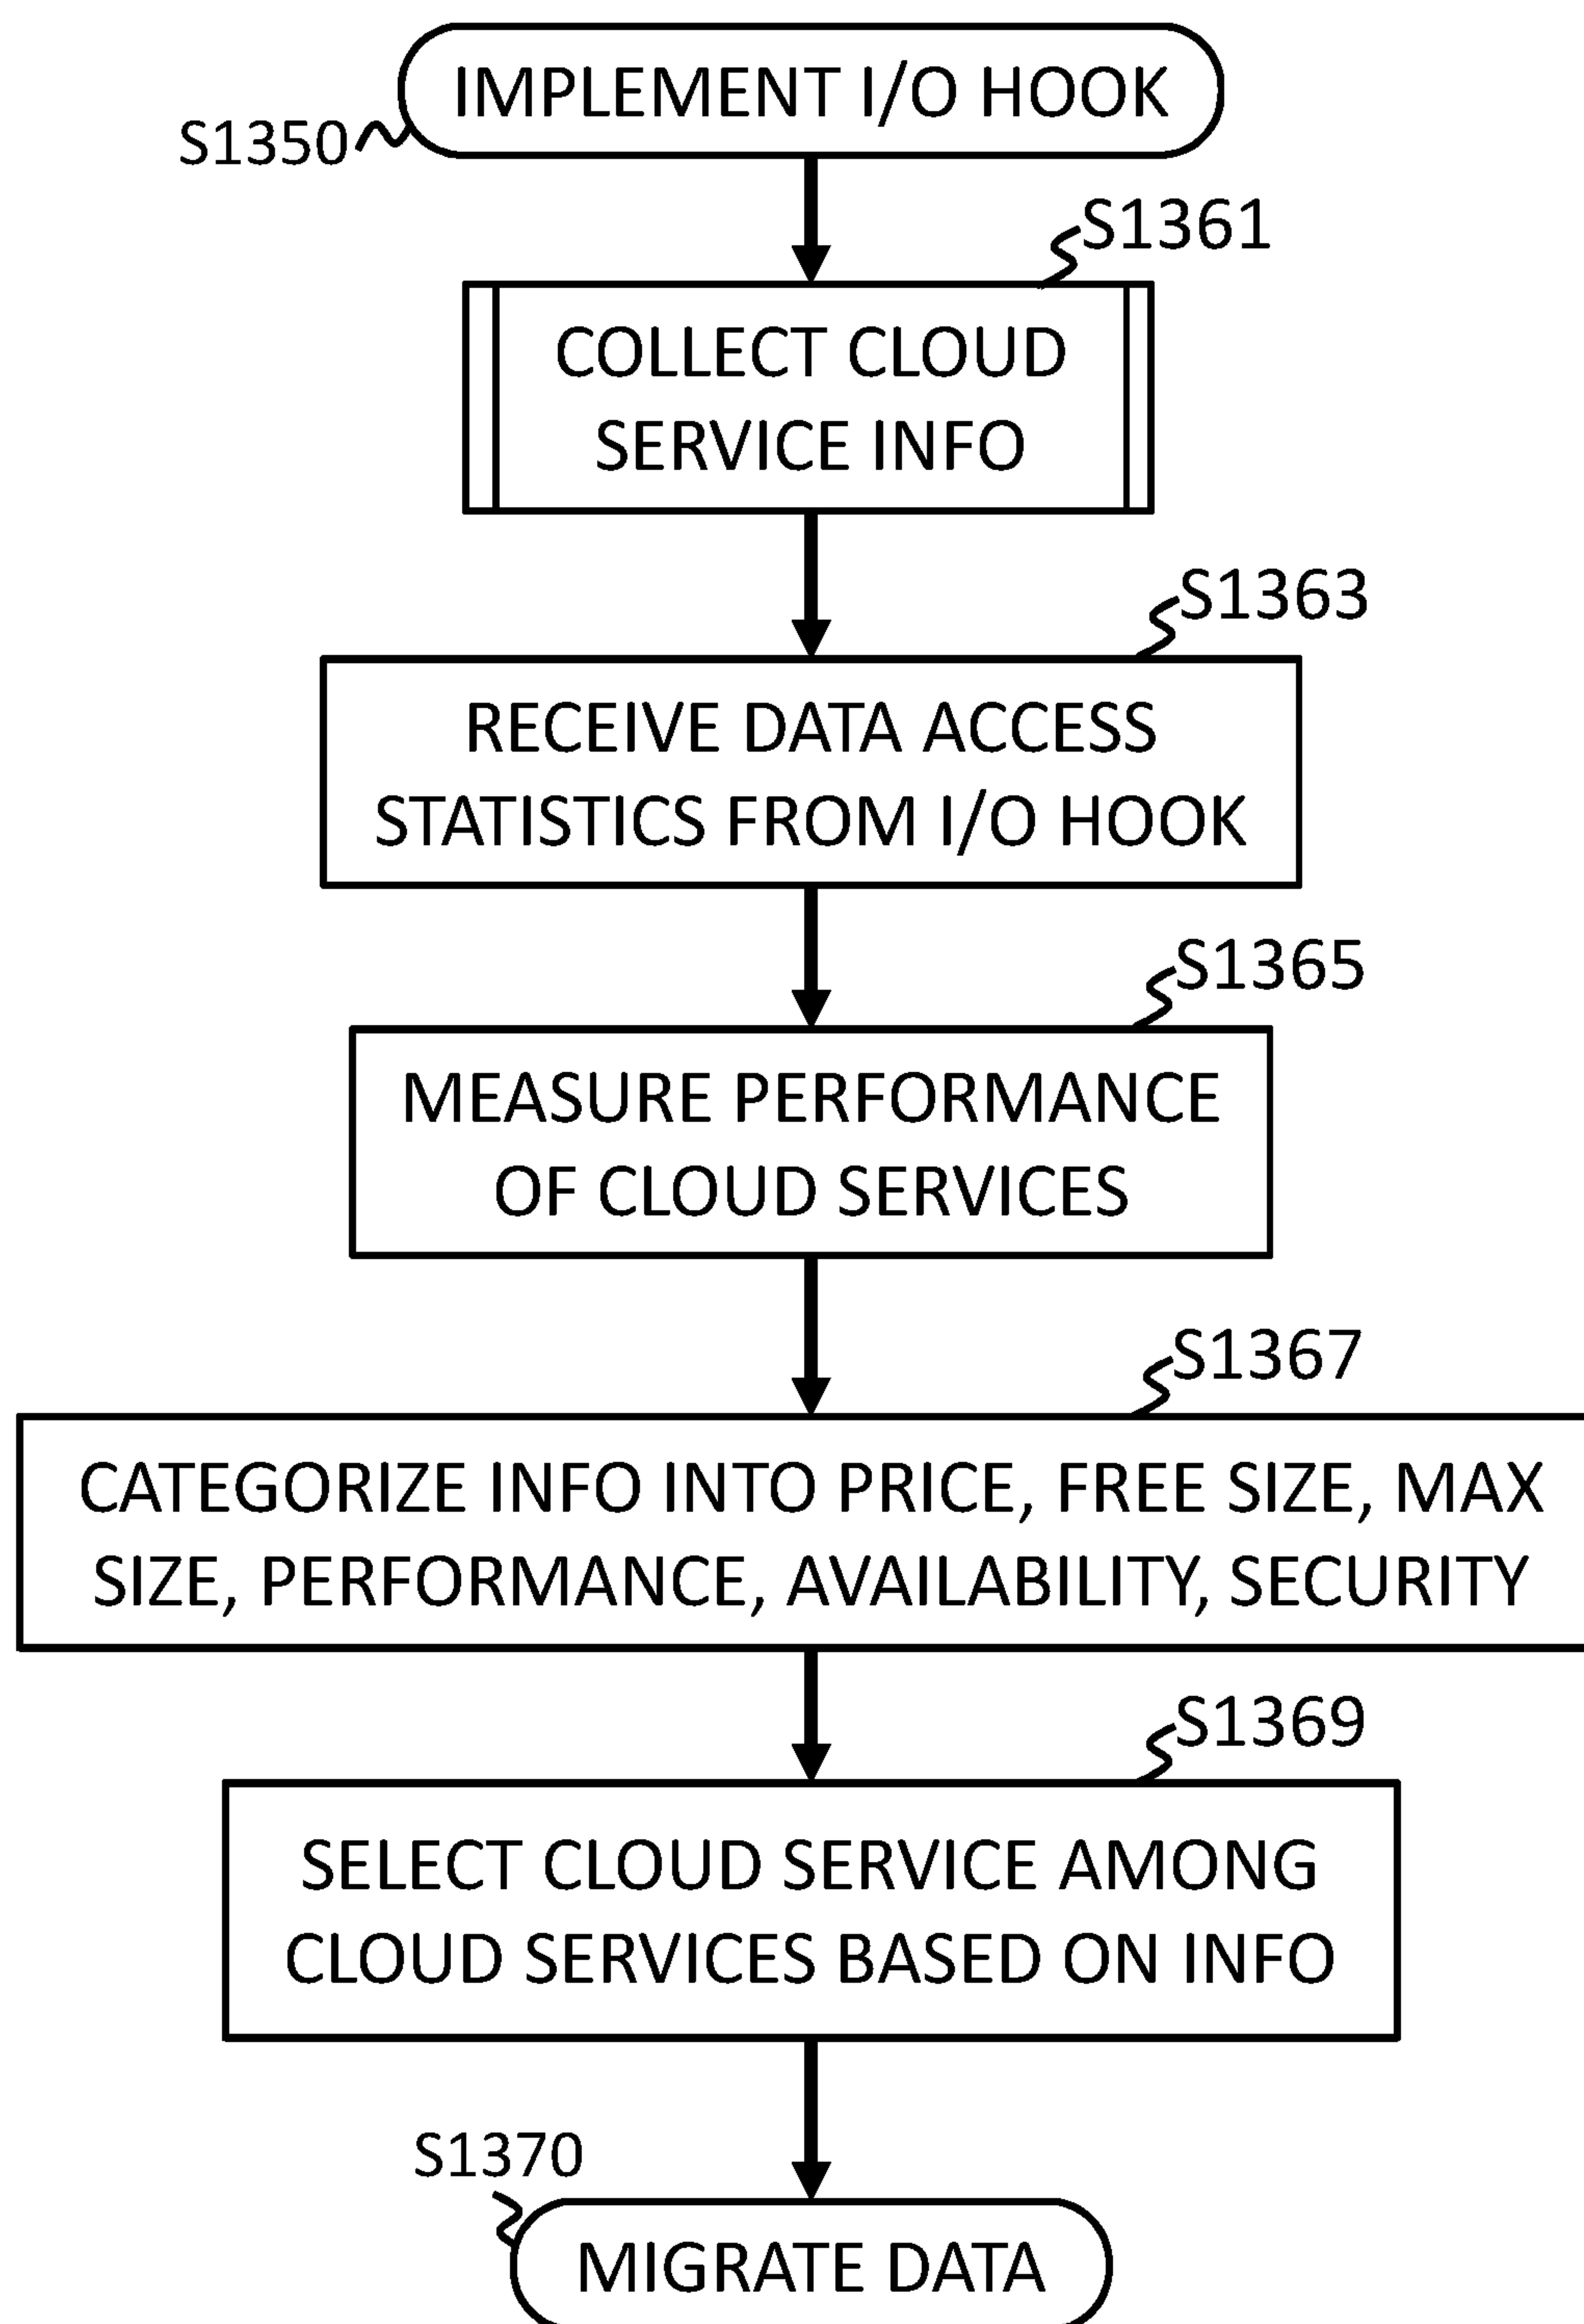 IMPLEMENT I/O HOOK
S1350
S1361
COLLECT CLOUD
SERVICE INFO
S1363
RECEIVE DATA ACCESS
STATISTICS FROM I/O HOOK
S1365
MEASURE PERFORMANCE
OF CLOUD SERVICES
S1367
CATEGORIZE INFO INTO PRICE, FREE SIZE, MAX
SIZE, PERFORMANCE, AVAILABILITY, SECURITY
S1369
SELECT CLOUD SERVICE AMONG
CLOUD SERVICES BASED ON INFO
S1370
MIGRATE DATA